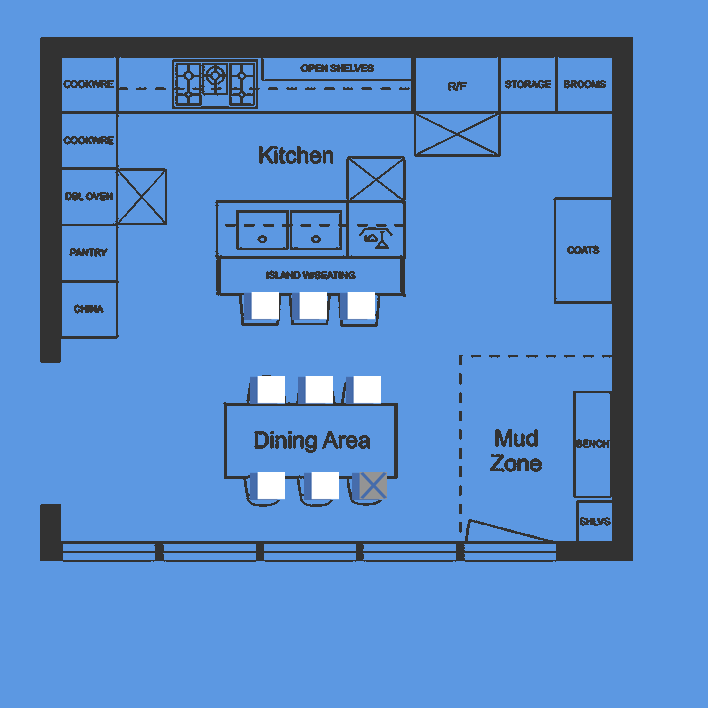 COOKWRE
OPEN SHELVES
R/F
STORAGE
BROOMS
COOKWRE
Kitchen
DBL OVEN
PANTRY
COATS
ISLAND W/SEATING
CHINA
Dining Area
Mud
Zone
BENCH
SHLVS